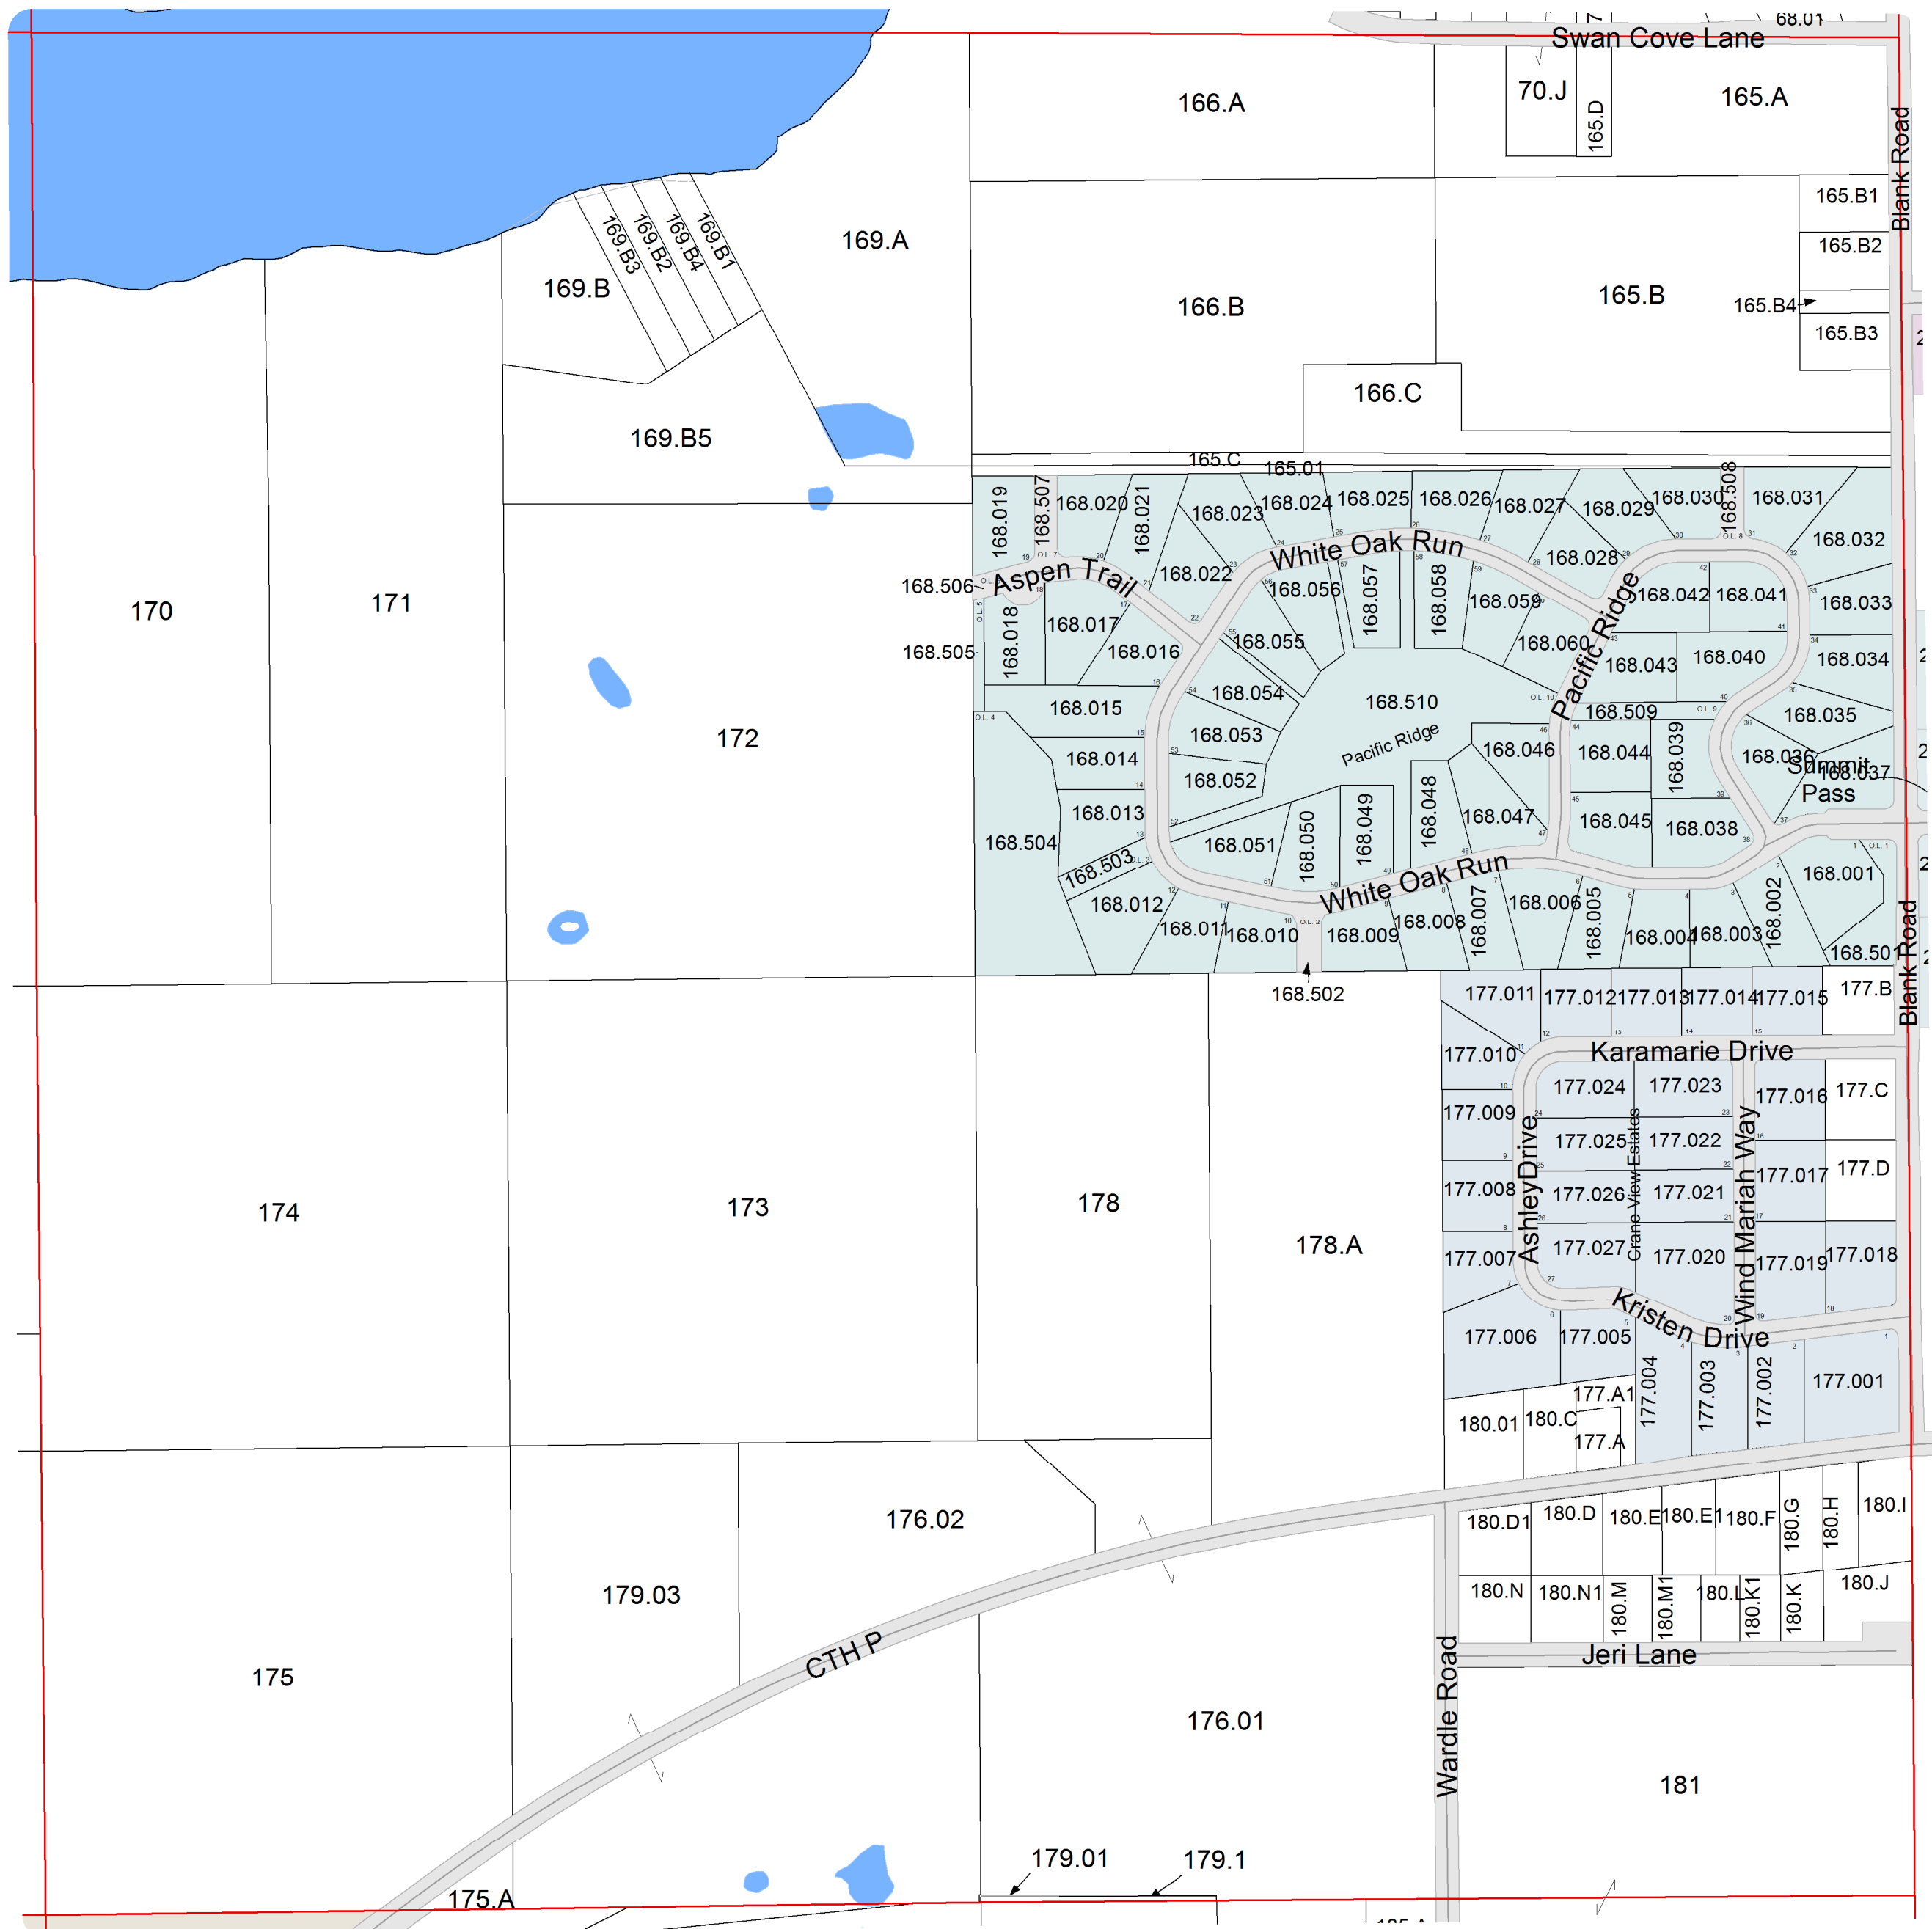 68.01
Swan Cove Lane
7
166.A
70.J
165.D
165.A
Blank Road
165.B1
169.B3
169.B2
169.B4
169.B1
169.A
165.B2
169.B
166.B
165.B
165.B4
165.B3
166.C
169.B5
165.C
165.01
168.019
168.507
168.020
168.021
168.023
168.024
168.025
168.026
168.027
168.029
168.030
168.508
168.031
168.032
White Oak Run
O.L. 7
O.L. 8
168.028
168.506
Aspen Trail
168.022
168.056
168.057
168.058
168.059
Pacific Ridge
168.042
168.041
168.033
170
171
O.L. 5
168.018
168.017
168.016
168.055
168.060
168.043
168.040
168.034
168.505
168.054
168.510
O.L. 10
168.509
O.L. 9
168.015
O.L. 4
168.035
172
168.053
Pacific Ridge
168.046
168.044
168.039
168.036
168.037
Summit
Pass
168.014
168.052
168.013
168.048
168.047
168.045
168.038
168.504
168.503
O.L. 3
168.051
168.050
168.049
White Oak Run
168.001
O.L. 1
168.012
168.011
168.010
O.L. 2
168.009
168.008
168.007
168.006
168.005
168.004
168.003
168.002
168.501
Blank Road
168.502
177.011
177.012
177.013
177.014
177.015
177.B
177.010
Karamarie Drive
177.024
177.023
177.016
177.C
177.009
Ashley Drive
177.025
Crane View Estates
177.022
Wind Mariah Way
177.017
177.D
177.008
177.026
177.021
174
173
178
178.A
177.007
177.027
177.020
177.019
177.018
Kristen Drive
177.006
177.005
177.004
177.003
177.002
177.001
177.A1
180.01
180.C
177.A
176.02
180.D1
180.D
180.E
180.E1
180.F
180.G
180.H
180.I
179.03
180.N
180.N1
180.M
180.M1
180.L
180.K1
180.K
180.J
CTH P
Wardle Road
Jeri Lane
175
176.01
181
179.01
179.1
175.A